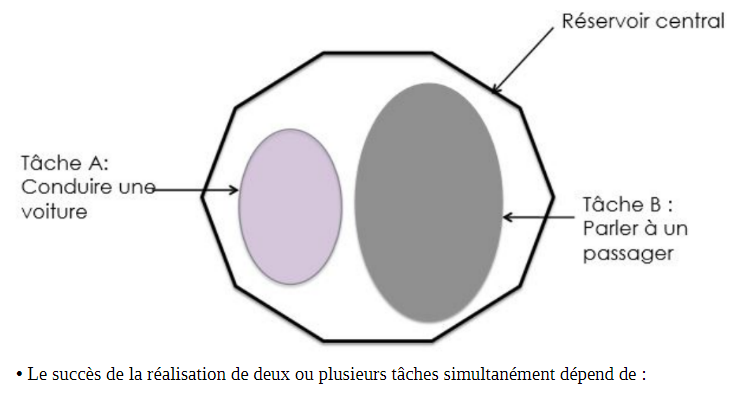 Réservoir central
Tâche A:
Conduire une
voiture
Tâche B :
Parler à un
passager
• Le succès de la réalisation de deux ou plusieurs tâches simultanément dépend de :